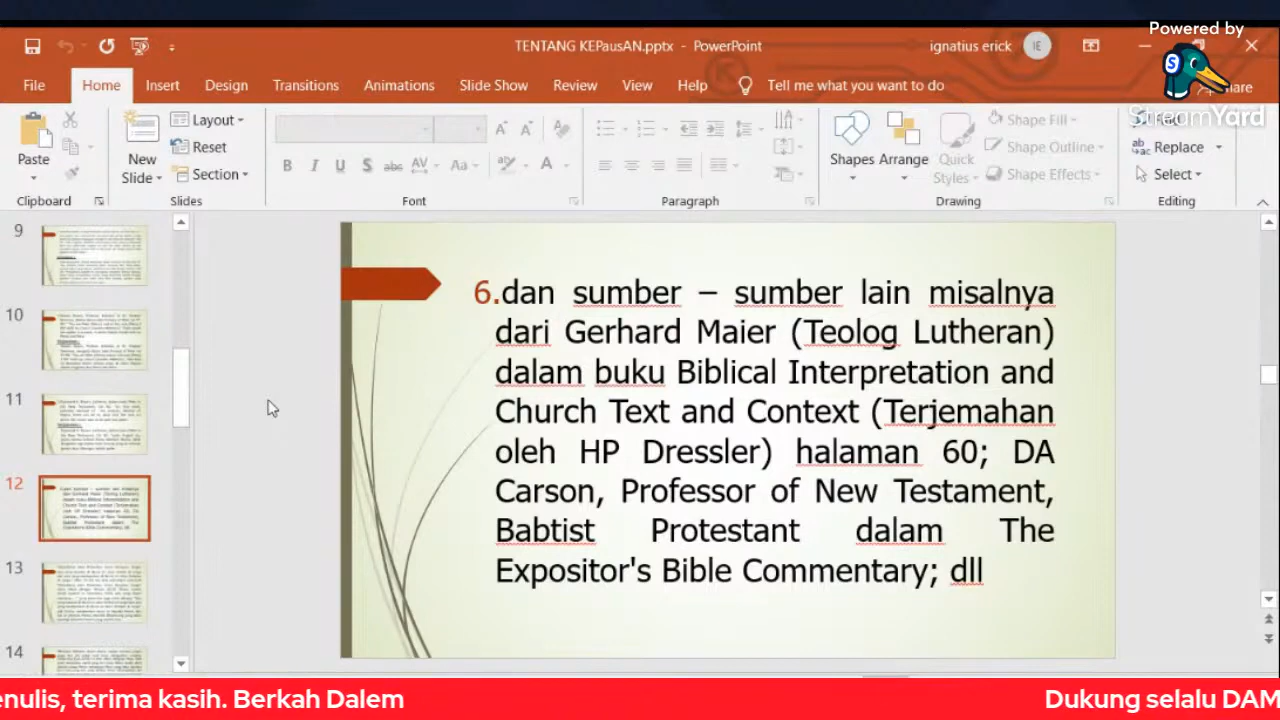 Powered by
StreamYard
TENTANG KEPausAN.pptx - PowerPoint
ignatius erick
IE
File
Home
Insert
Design
Transitions
Animations
Slide Show
Review
View
Help
Tell me what you want to do
Paste
Clipboard
New
Slide
Layout
Reset
Section
Slides
Font
Paragraph
Shapes
Arrange
Quick
Styles
Shape Fill
Shape Outline
Shape Effects
Drawing
Replace
Select
Editing
9
10
11
12
13
14
6.dan sumber – sumber lain misalnya
dari Gerhard Maier (Teolog Lutheran)
dalam buku Biblical Interpretation and
Church Text and Context (Terjemahan
oleh HP Dressler) halaman 60; DA
Carson, Professor of New Testament,
Babtist Protestant dalam The
Expositor's Bible Commentary; dll
enulis, terima kasih. Berkah Dalem
Dukung selalu DAM